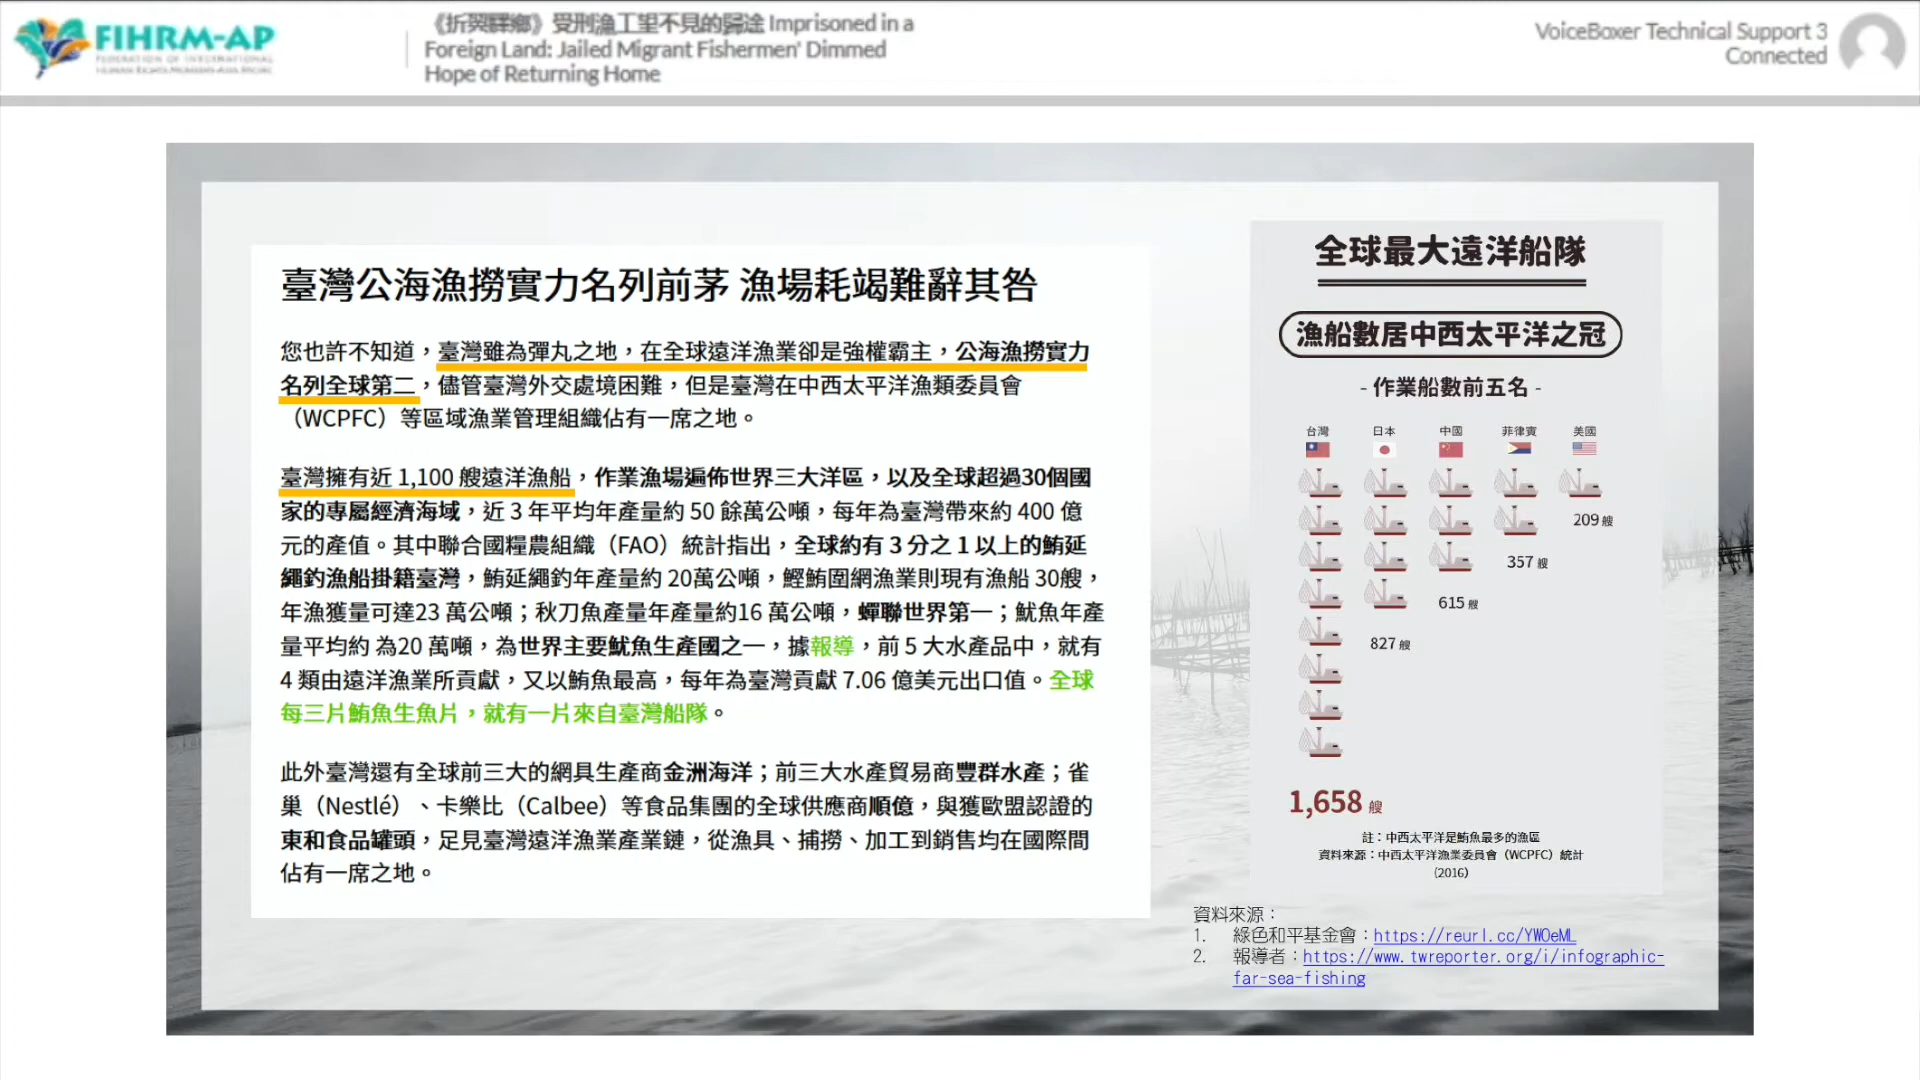 FIHRM-AP
FEDERATION OF INTERNATIONAL
HUMAN RIGHTS MUSEUMS-ASIA PACIFIC
受刑漁工望不見的歸途 Imprisoned in a
Foreign Land: Jailed Migrant Fishermen' Dimmed
Hope of Returning Home
VoiceBoxer Technical Support 3
Connected
臺灣公海漁撈實力名列前茅 漁場耗竭難辭其咎
您也許不知道，臺灣雖為彈丸之地，在全球遠洋漁業卻是強權霸主，公海漁撈實力
名列全球第二，儘管臺灣外交處境困難，但是臺灣在中西太平洋漁類委員會
（WCPFC）等區域漁業管理組織佔有一席之地。
臺灣擁有近 1,100 艘遠洋漁船，作業漁場遍佈世界三大洋區，以及全球超過30個國
家的專屬經濟海域，近 3 年平均年產量約 50 餘萬公噸，每年為臺灣帶來約 400 億
元的產值。其中聯合國糧農組織（FAO）統計指出，全球約有 3 分之 1 以上的鮪延
繩釣漁船掛籍臺灣，鮪延繩釣年產量約 20萬公噸，鰹鮪圍網漁業則現有漁船 30艘，
年漁獲量可達23 萬公噸；秋刀魚產量年產量約16 萬公噸，蟬聯世界第一；魷魚年產
量平均約 為20 萬噸，為世界主要魷魚生產國之一，據報導，前 5 大水產品中，就有
4 類由遠洋漁業所貢獻，又以鮪魚最高，每年為臺灣貢獻 7.06 億美元出口值。全球
每三片鮪魚生魚片，就有一片來自臺灣船隊。
此外臺灣還有全球前三大的網具生產商金洲海洋；前三大水產貿易商豐群水產；雀
巢（Nestlé）、卡樂比（Calbee）等食品集團的全球供應商順億，與獲歐盟認證的
東和食品罐頭，足見臺灣遠洋漁業產業鏈，從漁具、捕撈、加工到銷售均在國際間
佔有一席之地。
全球最大遠洋船隊
漁船數居中西太平洋之冠
- 作業船數前五名 -
台灣 日本 中國 菲律賓 美國
209 艘
357 艘
615 艘
827 艘
1,658 艘
註：中西太平洋是鮪魚最多的漁區
資料來源：中西太平洋漁業委員會（WCPFC）統計
(2016)
資料來源：
1. 綠色和平基金會：https://reurl.cc/YWOeML
2. 報導者：https://www.twreporter.org/i/infographic-
far-sea-fishing